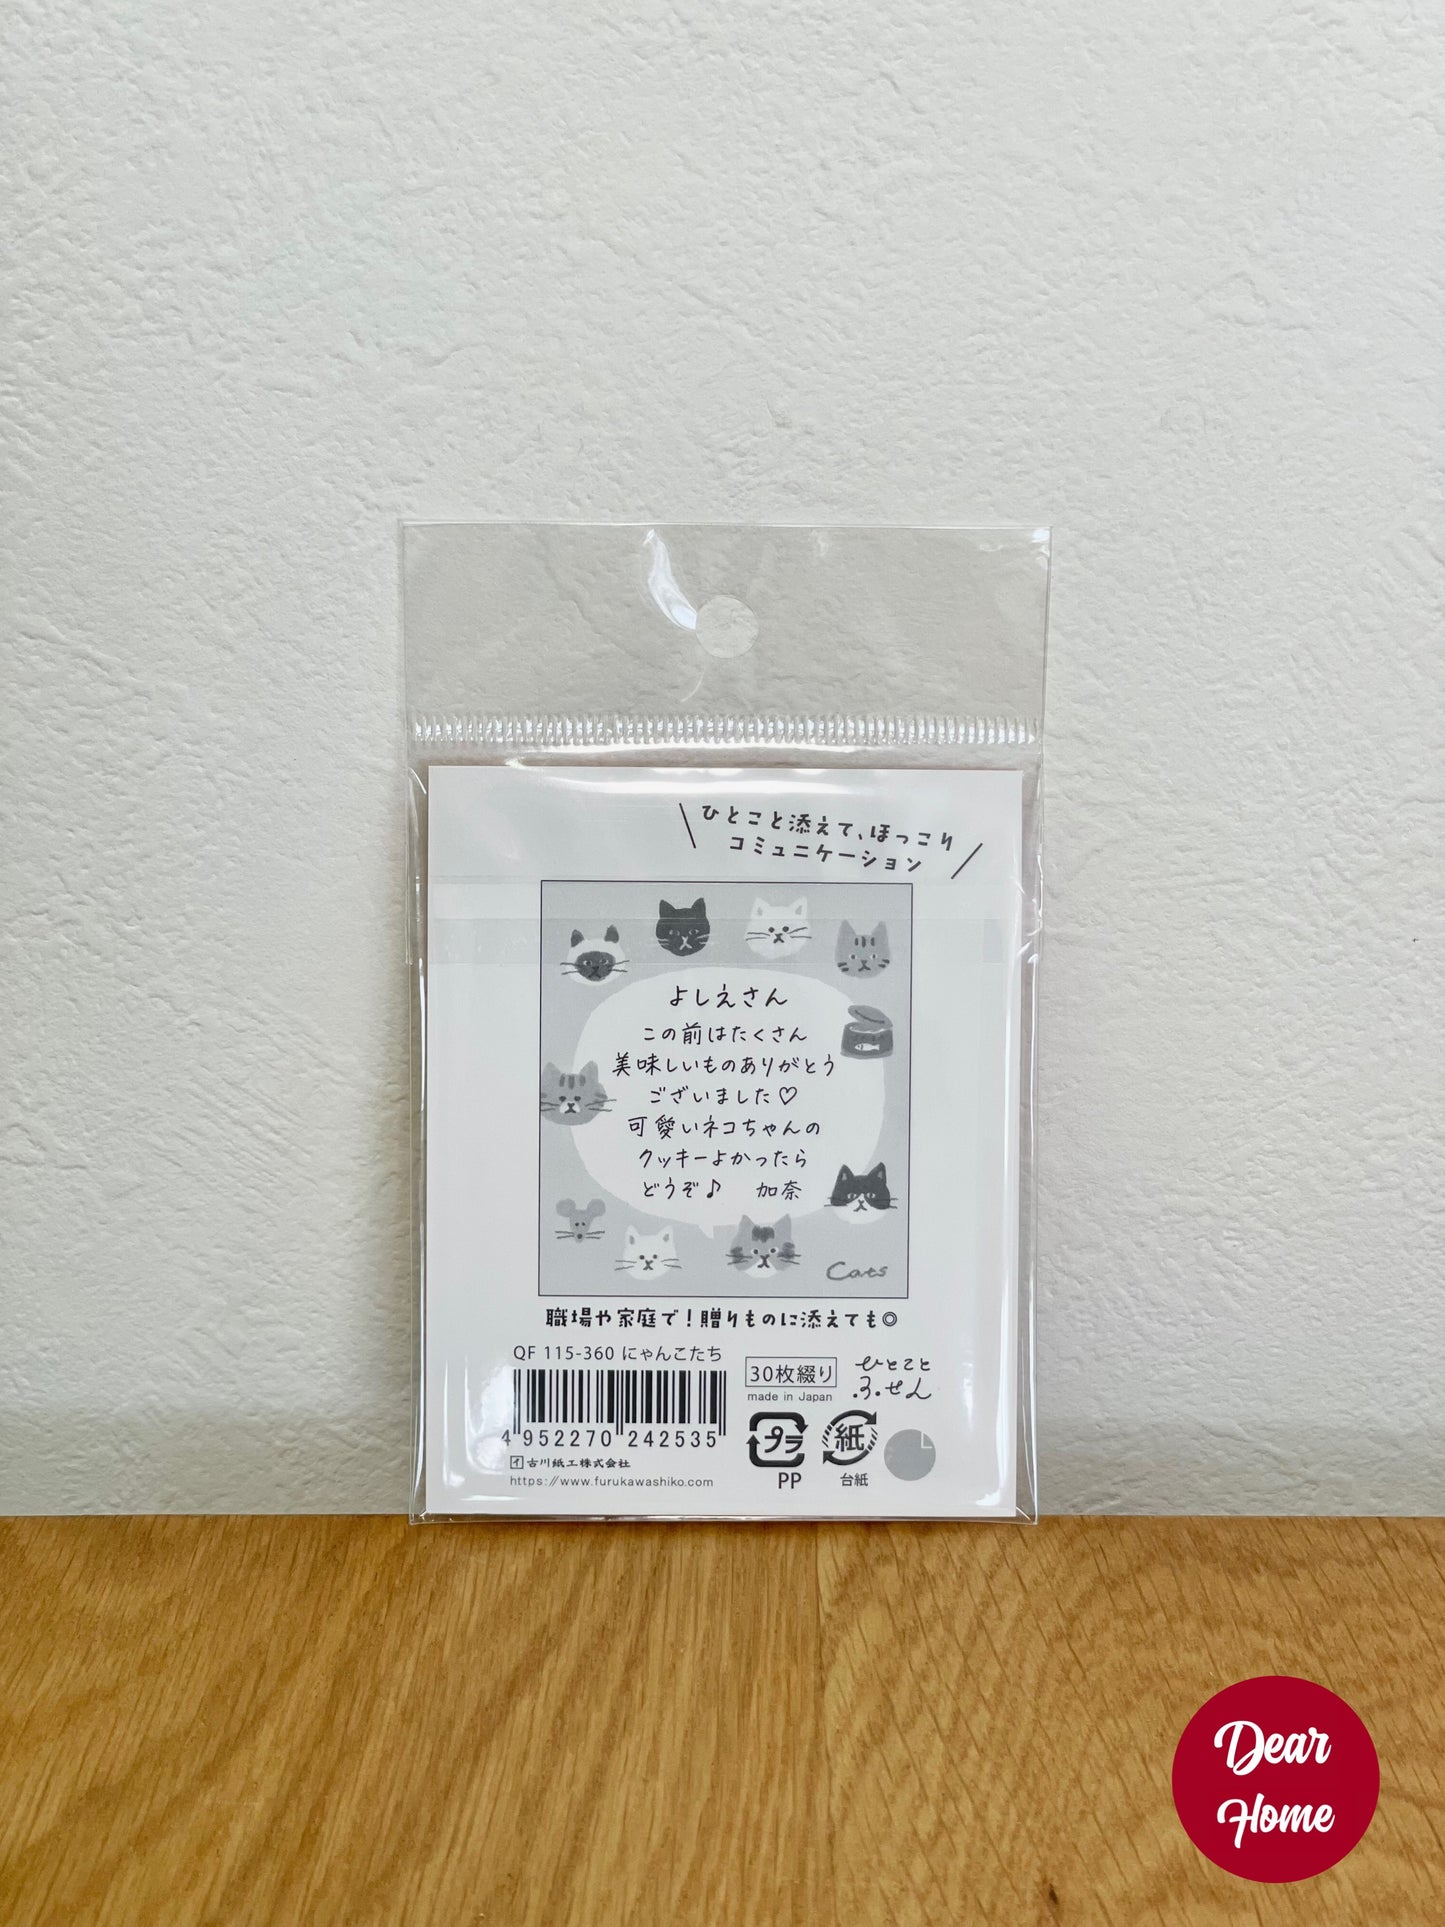 ひとこと添えて、ほっこり
コミュニケーション
よしえさん
この前はたくさん
美味しいものありがとう
ございました♡
可愛いネコちゃんの
クッキーよかったら
どうぞ♪ 加奈
Cats
職場や家庭で！贈りものに添えても◎
QF 115-360 にゃんこたち
30枚綴り
made in Japan
ひとこと
ふせん
4 952270 242535
古川紙工株式会社
https://www.furukawashiko.com
プラ
PP
紙
台紙
Dear
Home